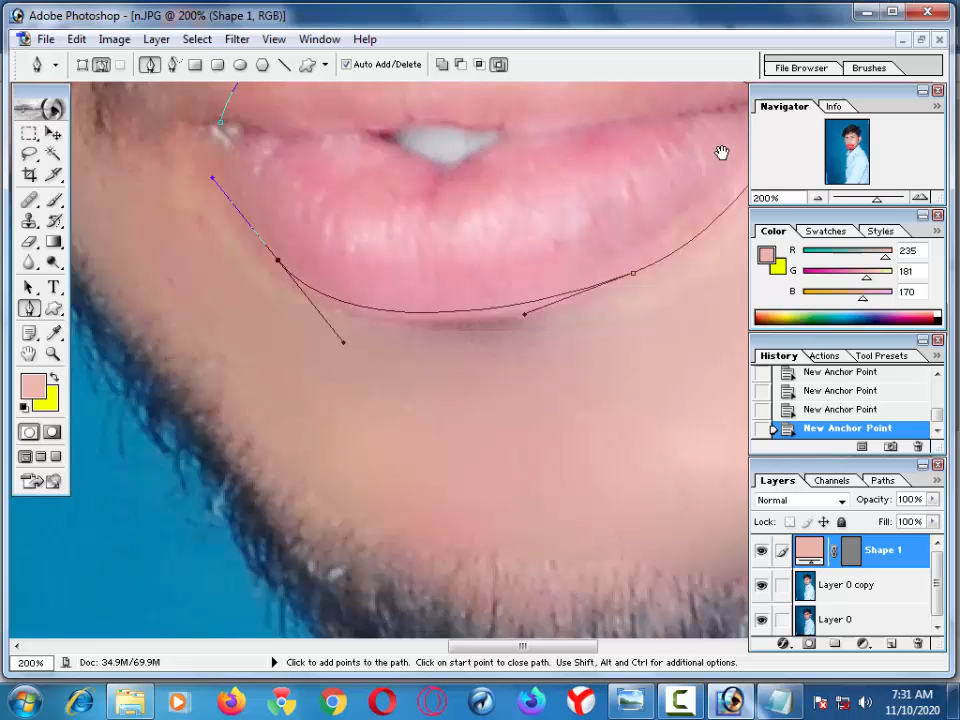 Adobe Photoshop - [n.JPG @ 200% (Shape 1, RGB)]
File Edit Image Layer Select Filter View Window Help
Auto Add/Delete
File Browser Brushes
Navigator Info
200%
Color Swatches Styles
R 235
G 181
B 170
History Actions Tool Presets
New Anchor Point
New Anchor Point
New Anchor Point
New Anchor Point
Layers Channels Paths
Normal Opacity: 100%
Lock: Fill: 100%
Shape 1
Layer 0 copy
Layer 0
200% Doc: 34.9M/69.9M Click to add points to the path. Click on start point to close path. Use Shift, Alt and Ctrl for additional options.
7:31 AM
11/10/2020